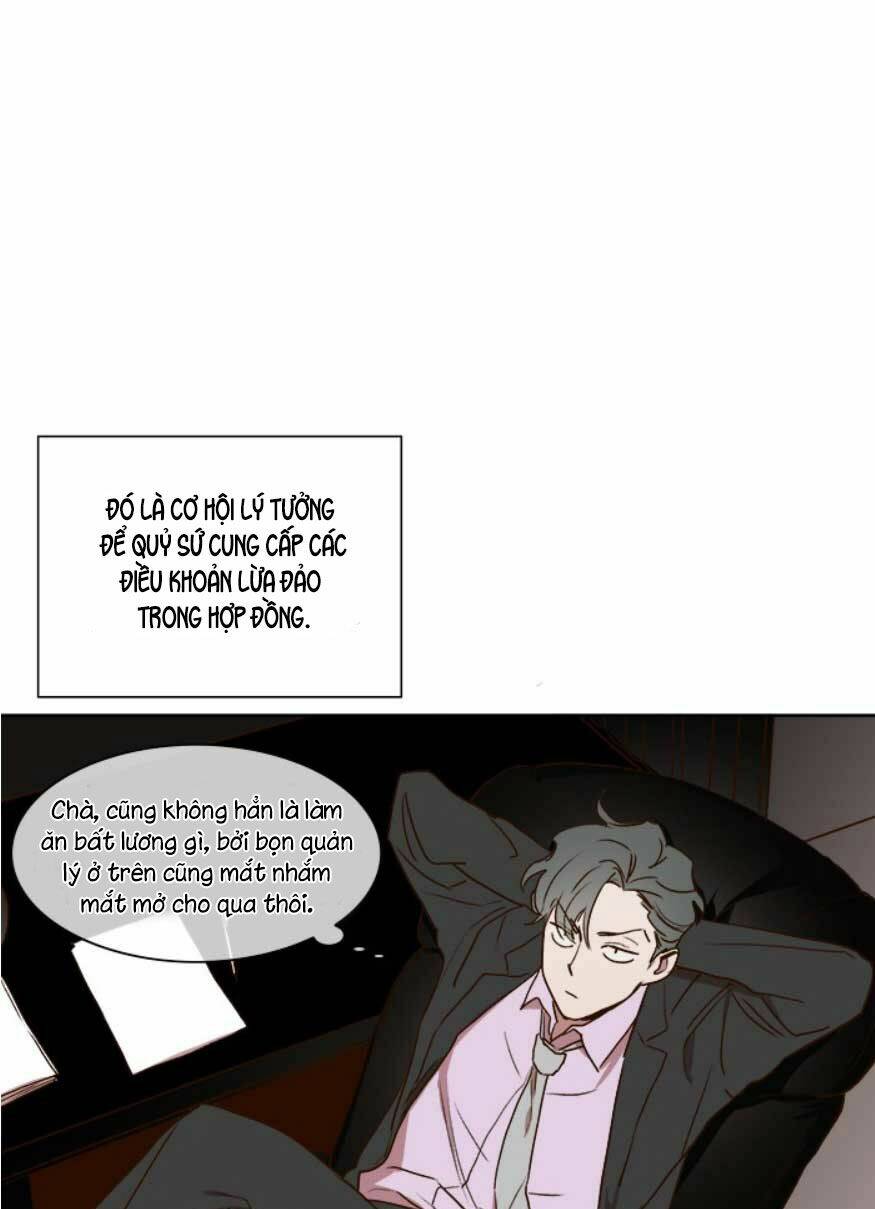 ĐÓ LÀ CƠ HỘI LÝ TƯỞNG
ĐỂ QUỶ SỨ CUNG CẤP CÁC
ĐIỀU KHOẢN LỪA ĐẢO
TRONG HỢP ĐỒNG.
Chà, cũng không hẳn là làm
ăn bất lương gì, bởi bọn quản
lý ở trên cũng mắt nhắm
mắt mở cho qua thôi.